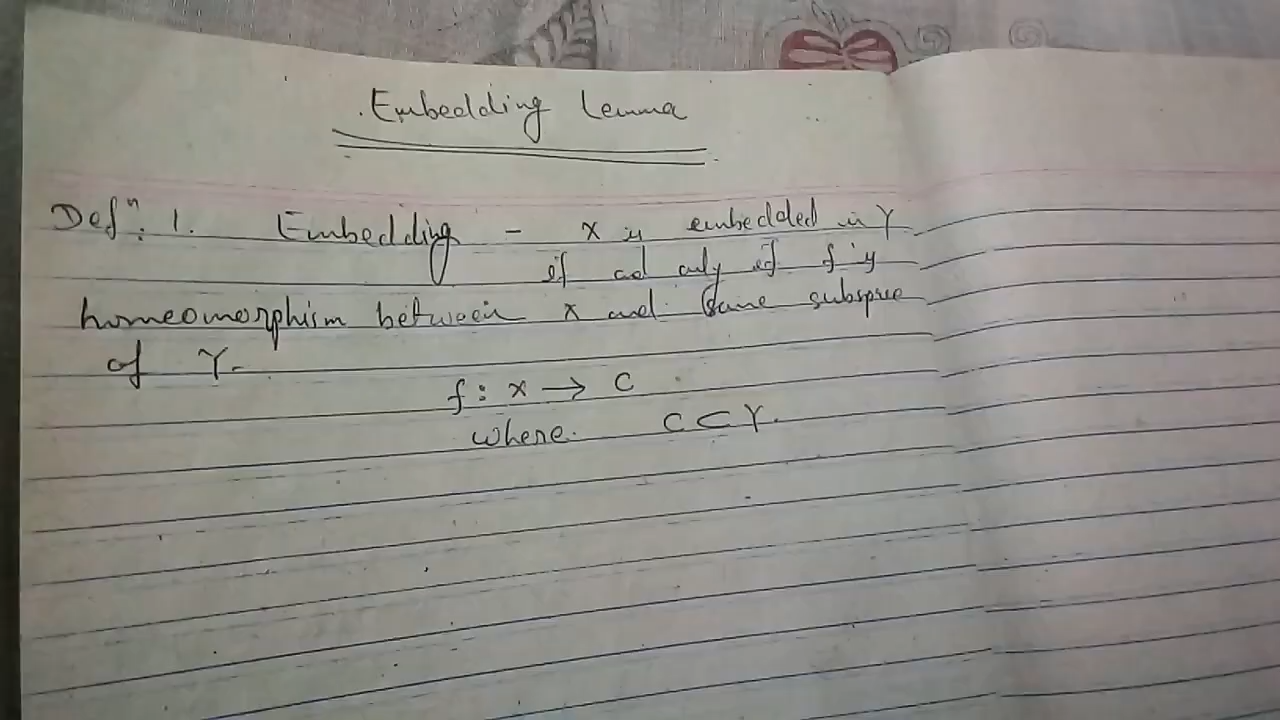 Embedding Lemma
Defⁿ: 1. Embedding - X is embedded in Y
if and only if f is
homeomorphism between X and some subspace
of Y.
f : X → C
where. C ⊂ Y.